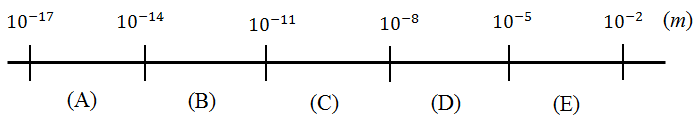 10⁻¹⁷ 10⁻¹⁴ 10⁻¹¹ 10⁻⁸ 10⁻⁵ 10⁻² (m)
(A) (B) (C) (D) (E)